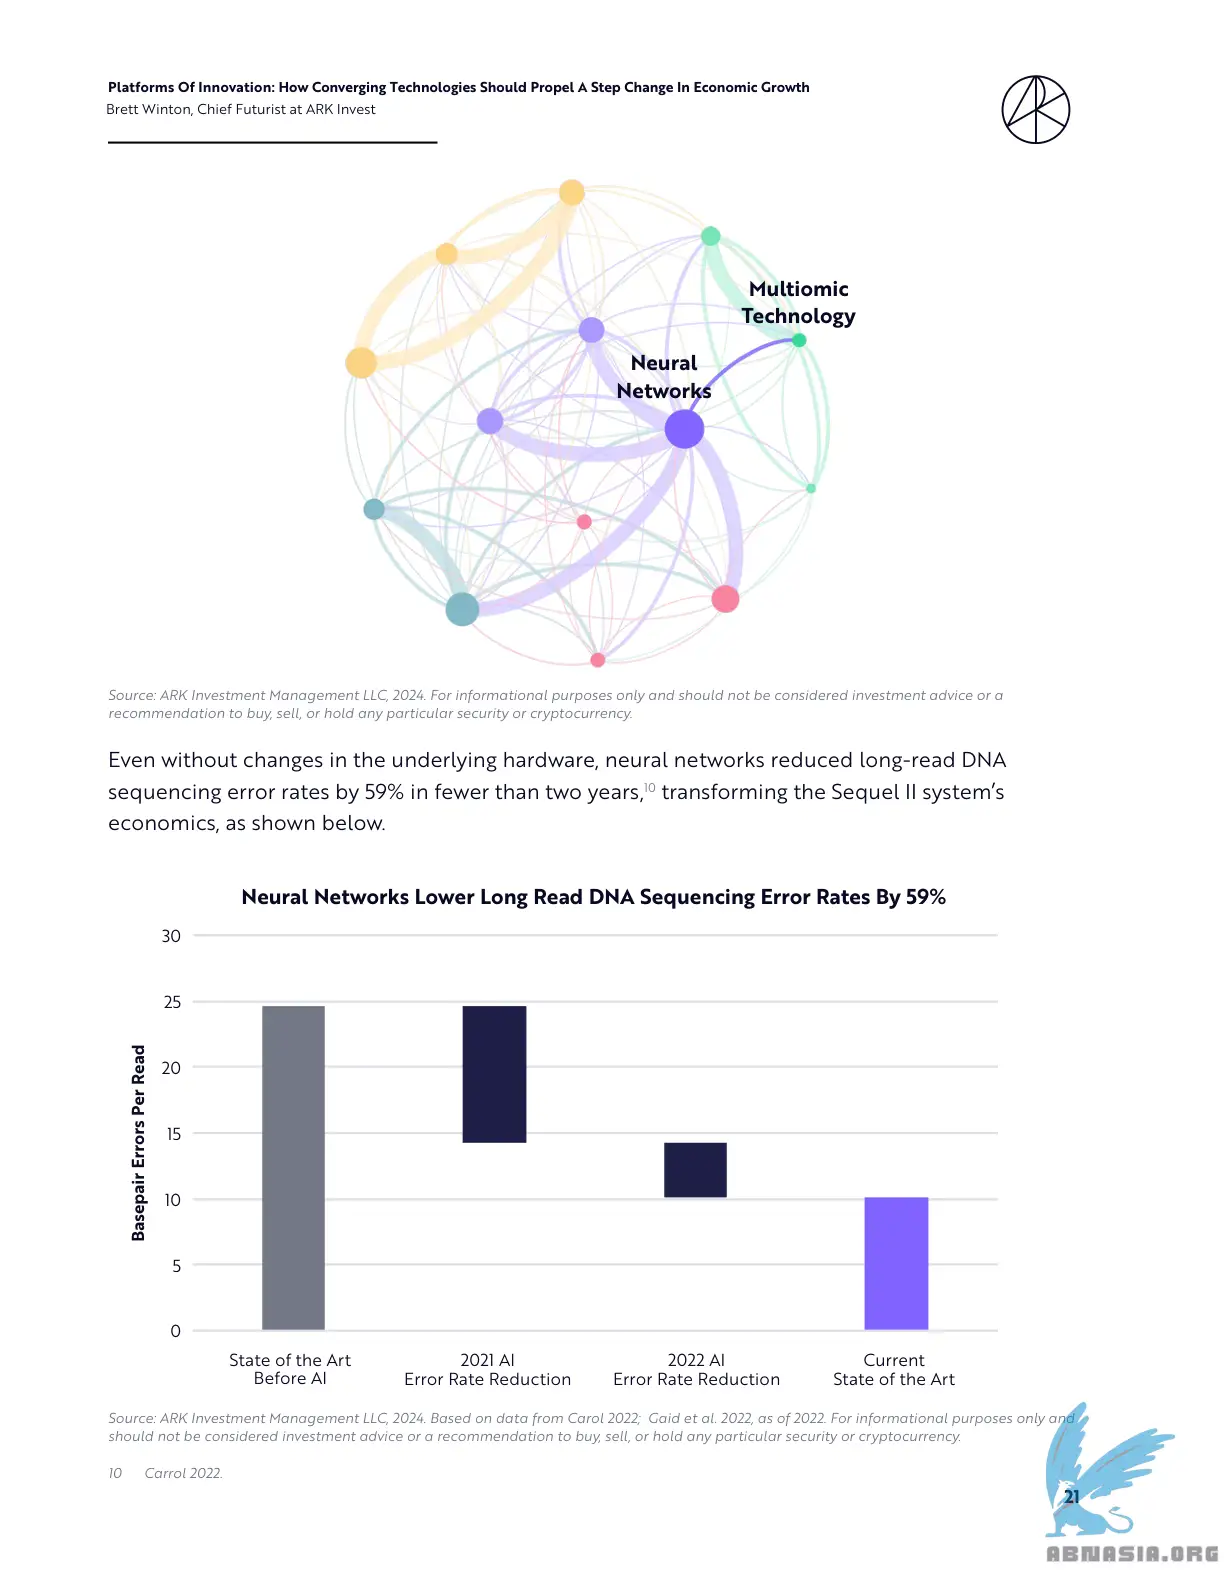 Platforms Of Innovation: How Converging Technologies Should Propel A Step Change In Economic Growth
Brett Winton, Chief Futurist at ARK Invest
Multiomic
Technology
Neural
Networks
Source: ARK Investment Management LLC, 2024. For informational purposes only and should not be considered investment advice or a
recommendation to buy, sell, or hold any particular security or cryptocurrency.
Even without changes in the underlying hardware, neural networks reduced long-read DNA
sequencing error rates by 59% in fewer than two years,10 transforming the Sequel II system’s
economics, as shown below.
Neural Networks Lower Long Read DNA Sequencing Error Rates By 59%
30
25
20
15
10
5
0
Basepair Errors Per Read
State of the Art
Before AI
2021 AI
Error Rate Reduction
2022 AI
Error Rate Reduction
Current
State of the Art
Source: ARK Investment Management LLC, 2024. Based on data from Carol 2022;  Gaid et al. 2022, as of 2022. For informational purposes only and
should not be considered investment advice or a recommendation to buy, sell, or hold any particular security or cryptocurrency.
10 Carrol 2022.
21
ABNASIA.ORG